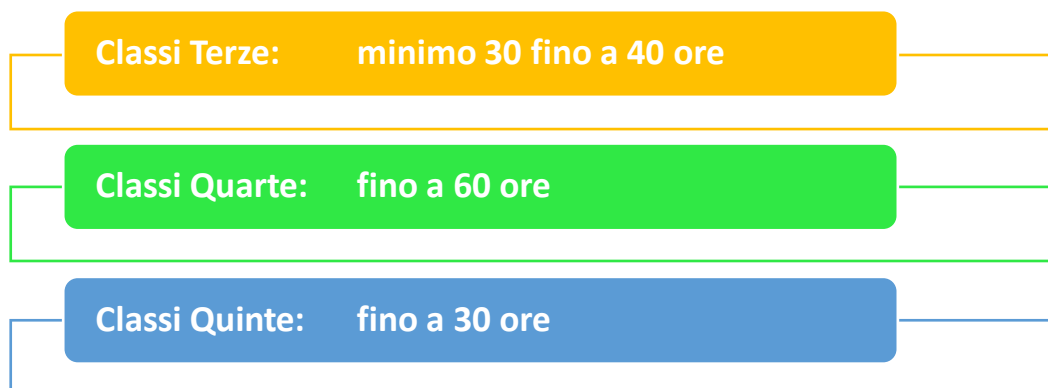 Classi Terze: minimo 30 fino a 40 ore
Classi Quarte: fino a 60 ore
Classi Quinte: fino a 30 ore